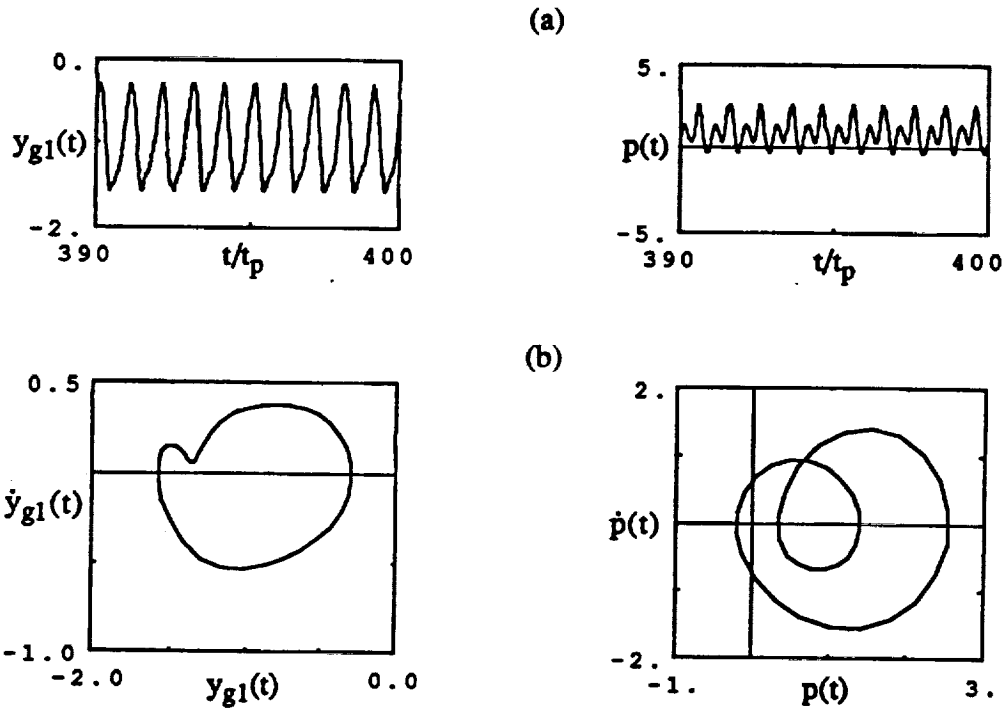 (a)
0.
y_g1(t)
-2.
390
t/t_p
400
5.
p(t)
-5.
390
t/t_p
400
(b)
0.5
ẏ_g1(t)
-1.0
-2.0
y_g1(t)
0.0
2.
ṗ(t)
-2.
-1.
p(t)
3.